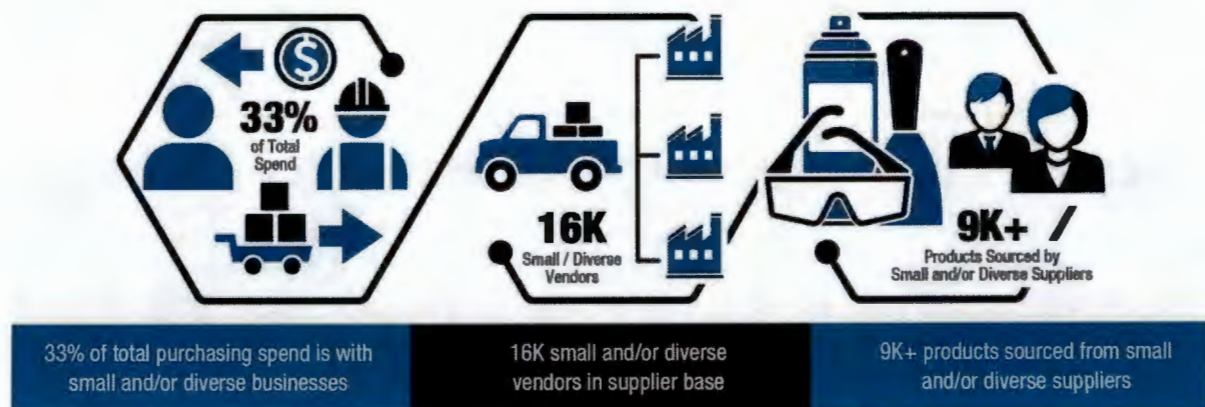 $
33%
of Total
Spend
16K
Small / Diverse
Vendors
9K+
Products Sourced by
Small and/or Diverse Suppliers
33% of total purchasing spend is with
small and/or diverse businesses
16K small and/or diverse
vendors in supplier base
9K+ products sourced from small
and/or diverse suppliers